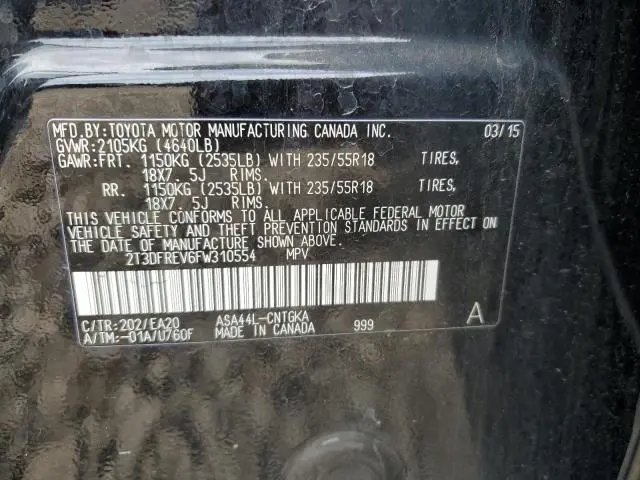 MFD.BY:TOYOTA MOTOR MANUFACTURING CANADA INC. 03/15
GVWR:2105KG (4640LB)
GAWR:FRT. 1150KG (2535LB) WITH 235/55R18 TIRES,
18X7. 5J RIMS.
RR. 1150KG (2535LB) WITH 235/55R18 TIRES,
18X7. 5J RIMS.
THIS VEHICLE CONFORMS TO ALL APPLICABLE FEDERAL MOTOR
VEHICLE SAFETY AND THEFT PREVENTION STANDARDS IN EFFECT ON
THE DATE OF MANUFACTURE SHOWN ABOVE.
2T3DFREV6FW310554 MPV
C/TR:202/EA20 ASA44L-CNTGKA A
A/TM:-01A/U760F MADE IN CANADA 999